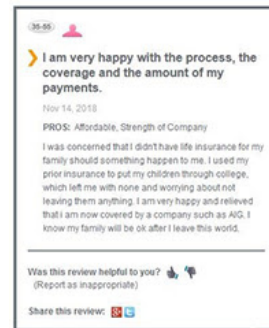 36-55
I am very happy with the process, the
coverage and the amount of my
payments.
Nov 14, 2018
PROS: Affordable, Strength of Company
I was concerned that I didn't have life insurance for my
family should something happen to me. I used my
prior insurance to put my children through college,
which left me with none and worrying about not
leaving them anything. I am very happy and relieved
that i am now covered by a company such as AIG. I
know my family will be ok after I leave this world.
Was this review helpful to you?
(Report as inappropriate)
Share this review: